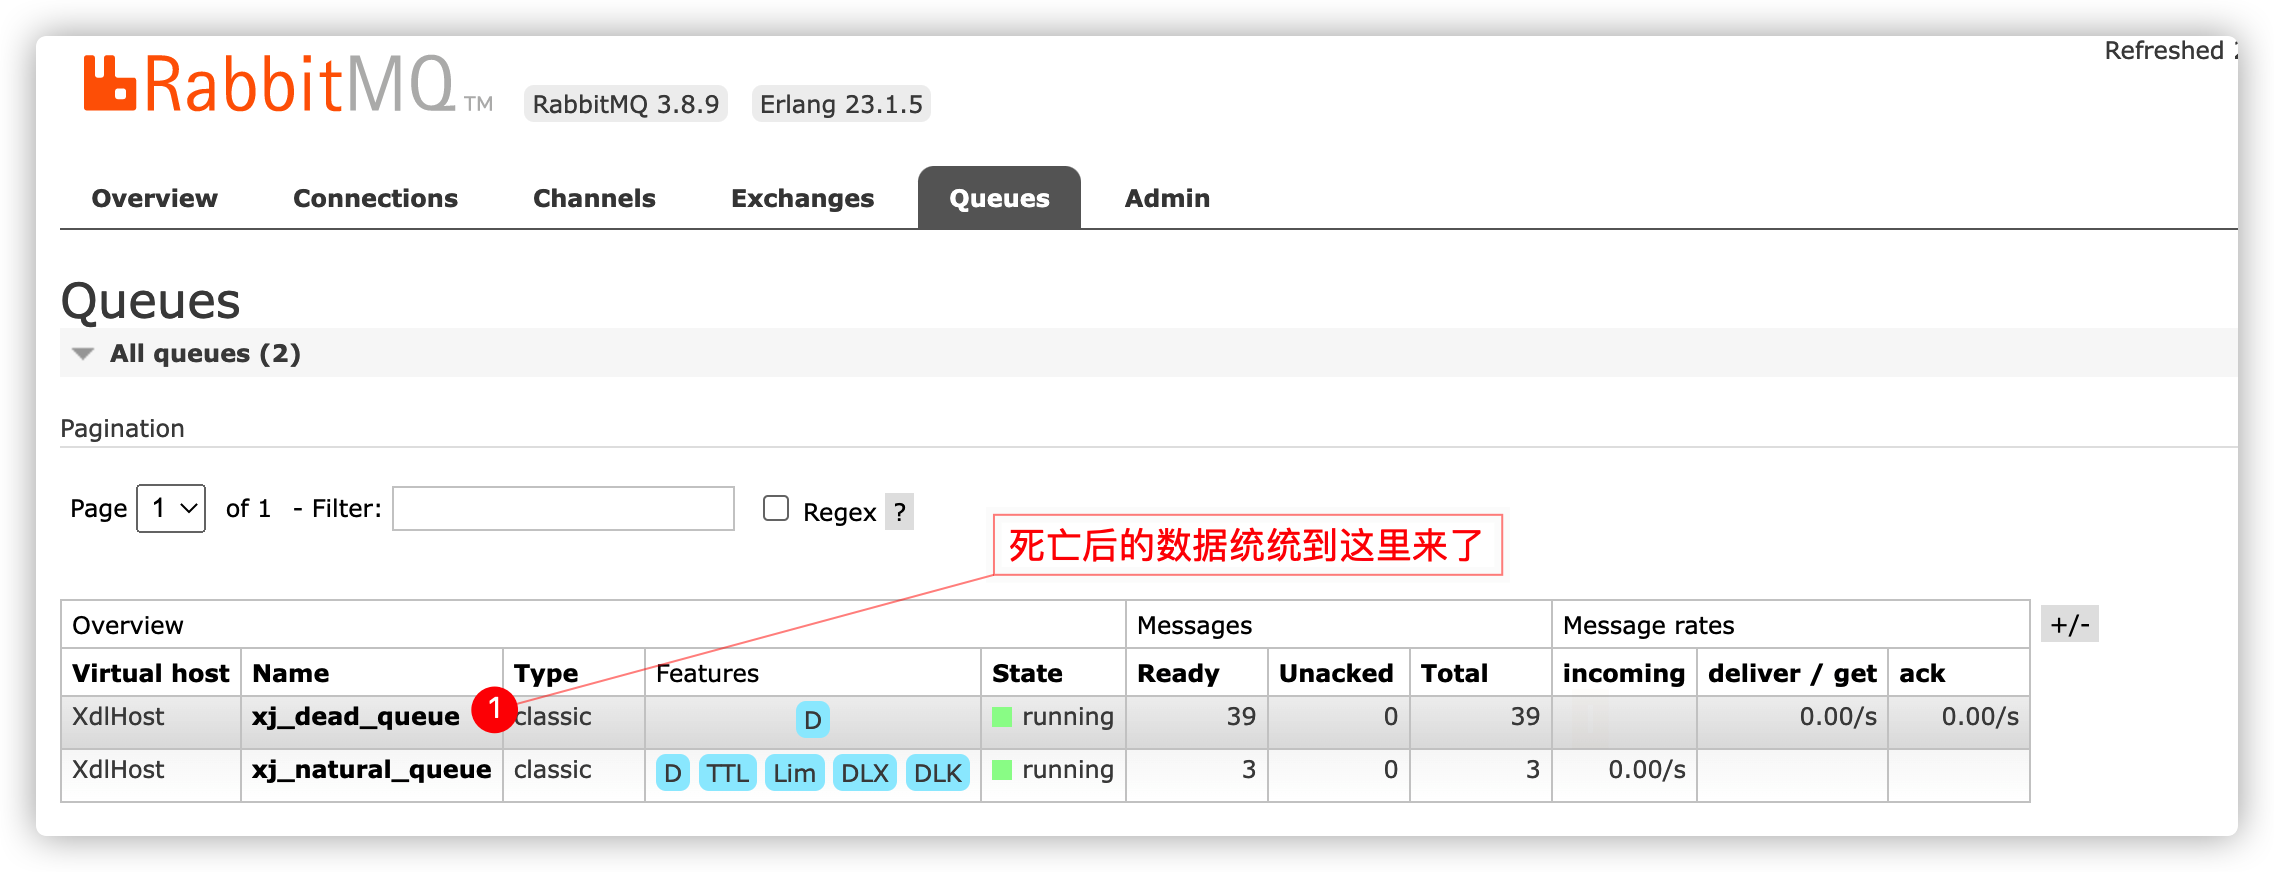 Refreshed
RabbitMQ TM RabbitMQ 3.8.9 Erlang 23.1.5
Overview Connections Channels Exchanges Queues Admin
Queues
All queues (2)
Pagination
Page 1 of 1 - Filter: Regex ?
死亡后的数据统统到这里来了
Overview Messages Message rates +/-
Virtual host Name Type Features State Ready Unacked Total incoming deliver / get ack
XdlHost xj_dead_queue 1 classic D running 39 0 39 0.00/s 0.00/s
XdlHost xj_natural_queue classic D TTL Lim DLX DLK running 3 0 3 0.00/s